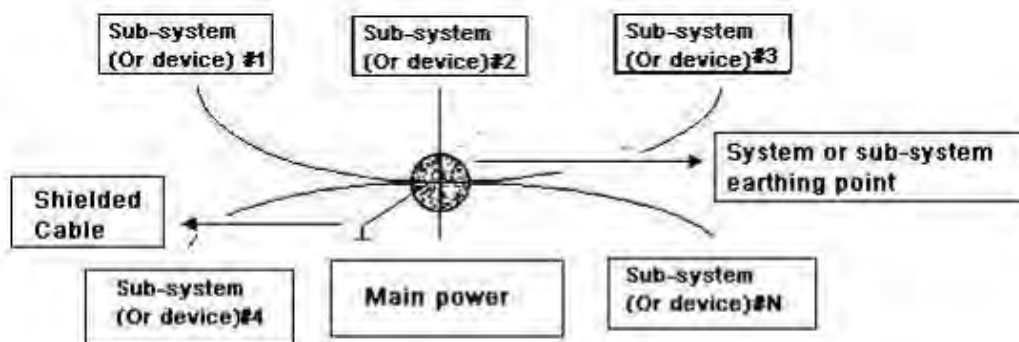 Sub-system
(Or device) #1
Sub-system
(Or device)#2
Sub-system
(Or device)#3
System or sub-system
earthing point
Shielded
Cable
Sub-system
(Or device)#4
Main power
Sub-system
(Or device)#N